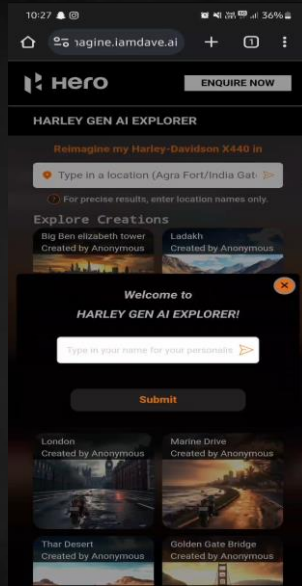 10:27
36%
nagine.iamdave.ai
1
Hero
ENQUIRE NOW
HARLEY GEN AI EXPLORER
Reimagine my Harley-Davidson X440 in
Type in a location (Agra Fort/India Gat
? For precise results, enter location names only.
Explore Creations
Big Ben elizabeth tower
Created by Anonymous
Ladakh
Created by Anonymous
Welcome to
HARLEY GEN AI EXPLORER!
Type in your name for your personalis
Submit
London
Created by Anonymous
Marine Drive
Created by Anonymous
Thar Desert
Created by Anonymous
Golden Gate Bridge
Created by Anonymous